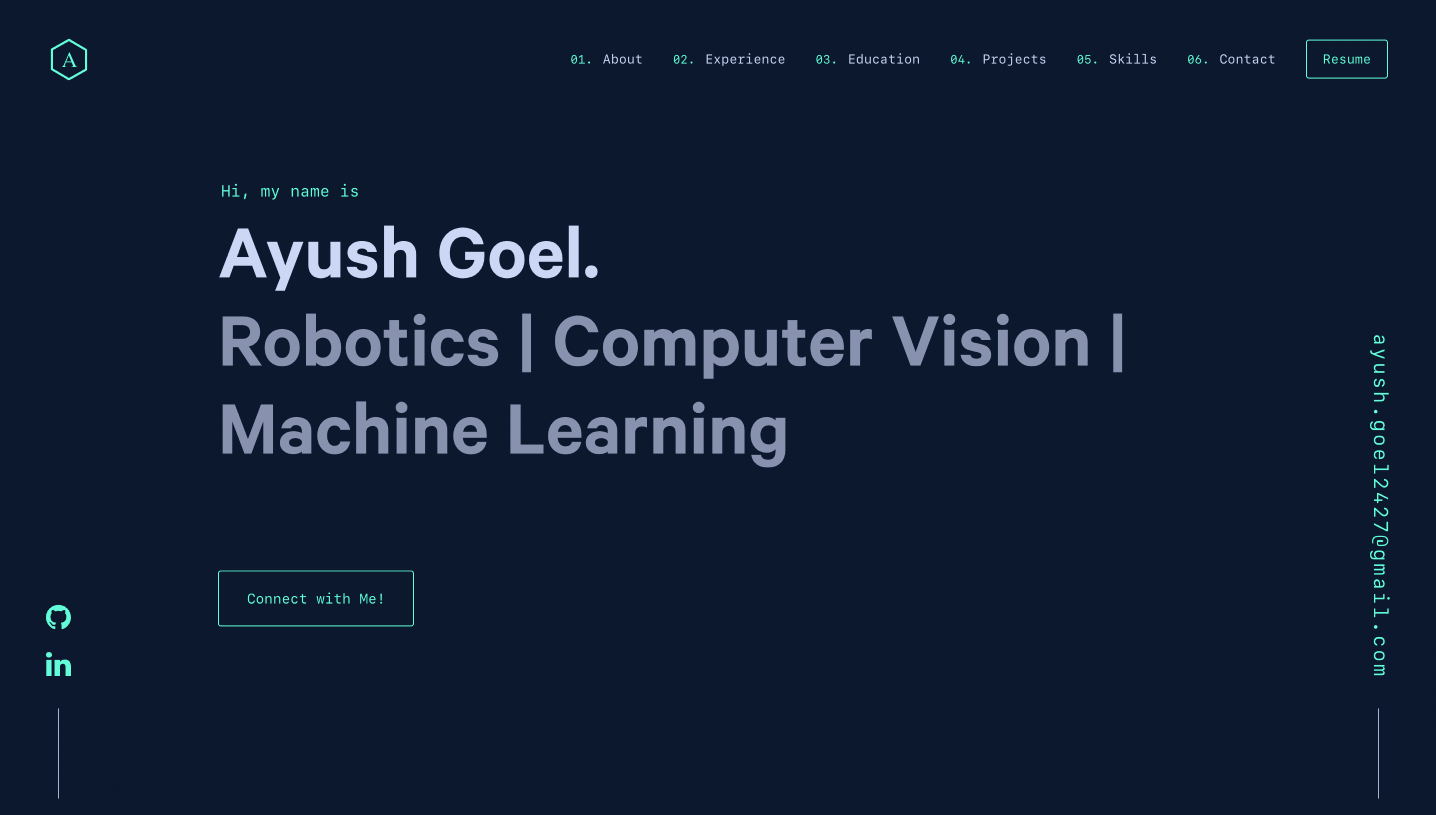 A
01. About 02. Experience 03. Education 04. Projects 05. Skills 06. Contact Resume
Hi, my name is
Ayush Goel.
Robotics | Computer Vision |
Machine Learning
Connect with Me!
in
ayush.goel2427@gmail.com